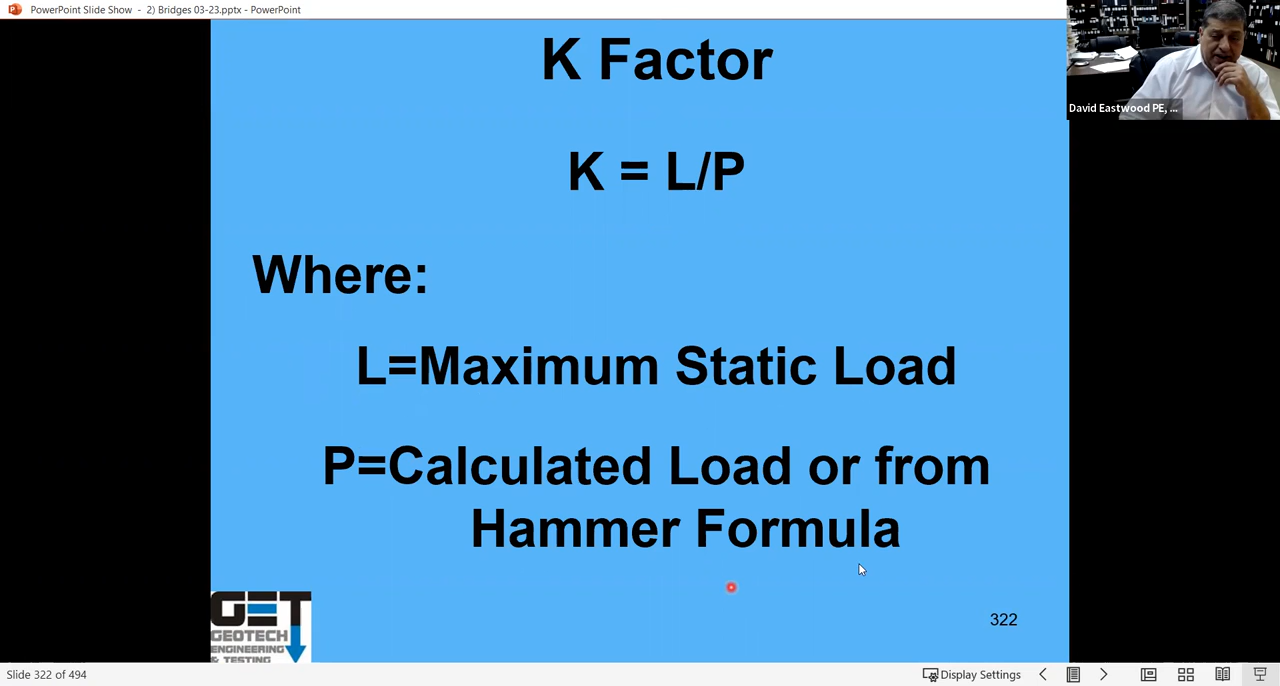 PowerPoint Slide Show - 2) Bridges 03-23.pptx - PowerPoint
David Eastwood PE, ...
K Factor
K = L/P
Where:
L=Maximum Static Load
P=Calculated Load or from
Hammer Formula
322
GET
GEOTECH
ENGINEERING
& TESTING
Slide 322 of 494
Display Settings